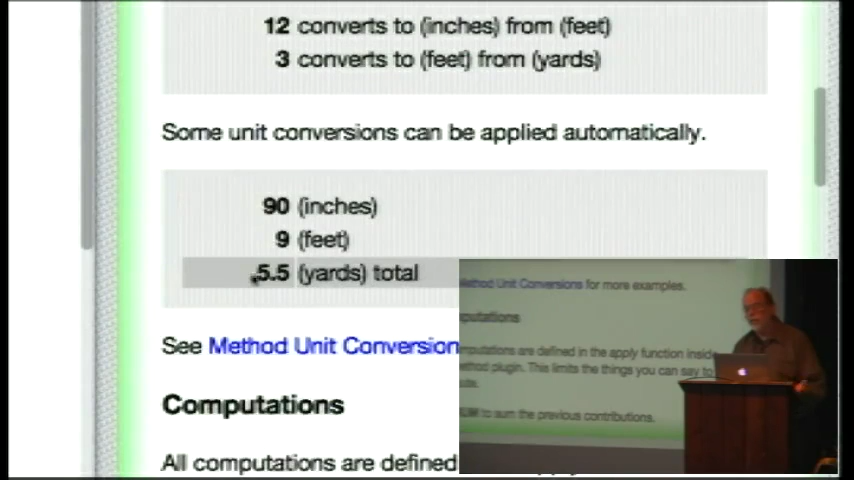 12 converts to (inches) from (feet)
3 converts to (feet) from (yards)
Some unit conversions can be applied automatically.
90 (inches)
9 (feet)
5.5 (yards) total
See Method Unit Conversion
Computations
All computations are defined
Method Unit Conversions for more examples.
putations
mputations are defined in the apply function inside
ethod plugin. This limits the things you can say to
ute.
UM to sum the previous contributions.